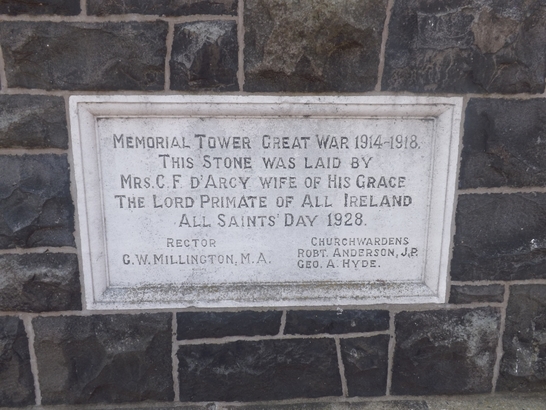 MEMORIAL TOWER GREAT WAR 1914-1918.
THIS STONE WAS LAID BY
MRS. C. F. D'ARCY WIFE OF HIS GRACE
THE LORD PRIMATE OF ALL IRELAND
ALL SAINTS' DAY 1928.
RECTOR
G. W. MILLINGTON, M.A.
CHURCHWARDENS
ROBT. ANDERSON, J.P.
GEO. A. HYDE.